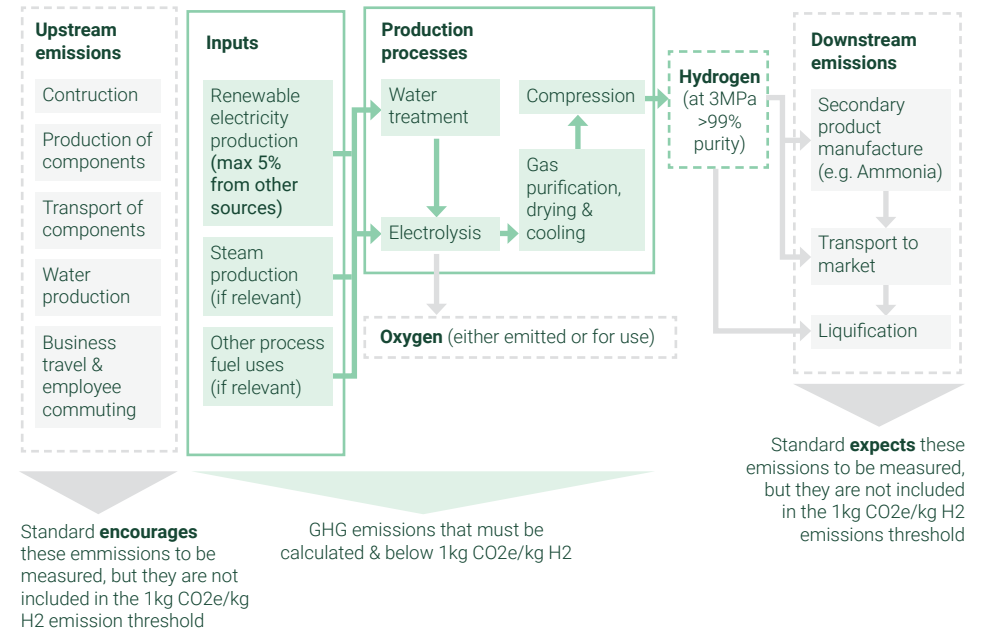 Upstream
emissions
Contruction
Production of
components
Transport of
components
Water
production
Business
travel &
employee
commuting
Standard encourages
these emmissions to be
measured, but they are not
included in the 1kg CO2e/kg
H2 emission threshold
Inputs
Renewable
electricity
production
(max 5%
from other
sources)
Steam
production
(if relevant)
Other process
fuel uses
(if relevant)
Production
processes
Water
treatment
Electrolysis
Compression
Gas
purification,
drying &
cooling
Oxygen (either emitted or for use)
GHG emissions that must be
calculated & below 1kg CO2e/kg H2
Hydrogen
(at 3MPa
>99%
purity)
Downstream
emissions
Secondary
product
manufacture
(e.g. Ammonia)
Transport to
market
Liquification
Standard expects these
emissions to be measured,
but they are not included
in the 1kg CO2e/kg H2
emissions threshold